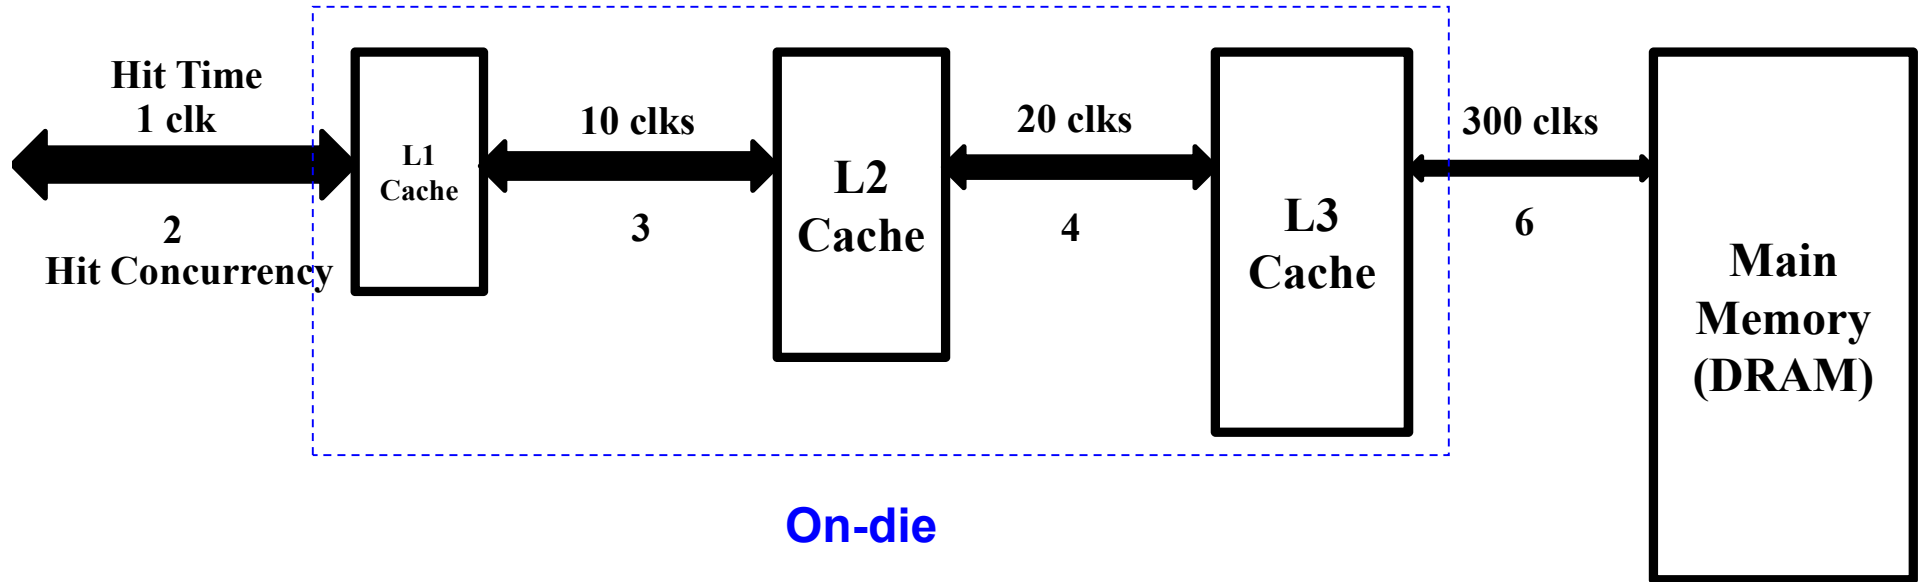 Hit Time
1 clk
2
Hit Concurrency
L1
Cache
10 clks
3
L2
Cache
20 clks
4
L3
Cache
300 clks
6
Main
Memory
(DRAM)
On-die